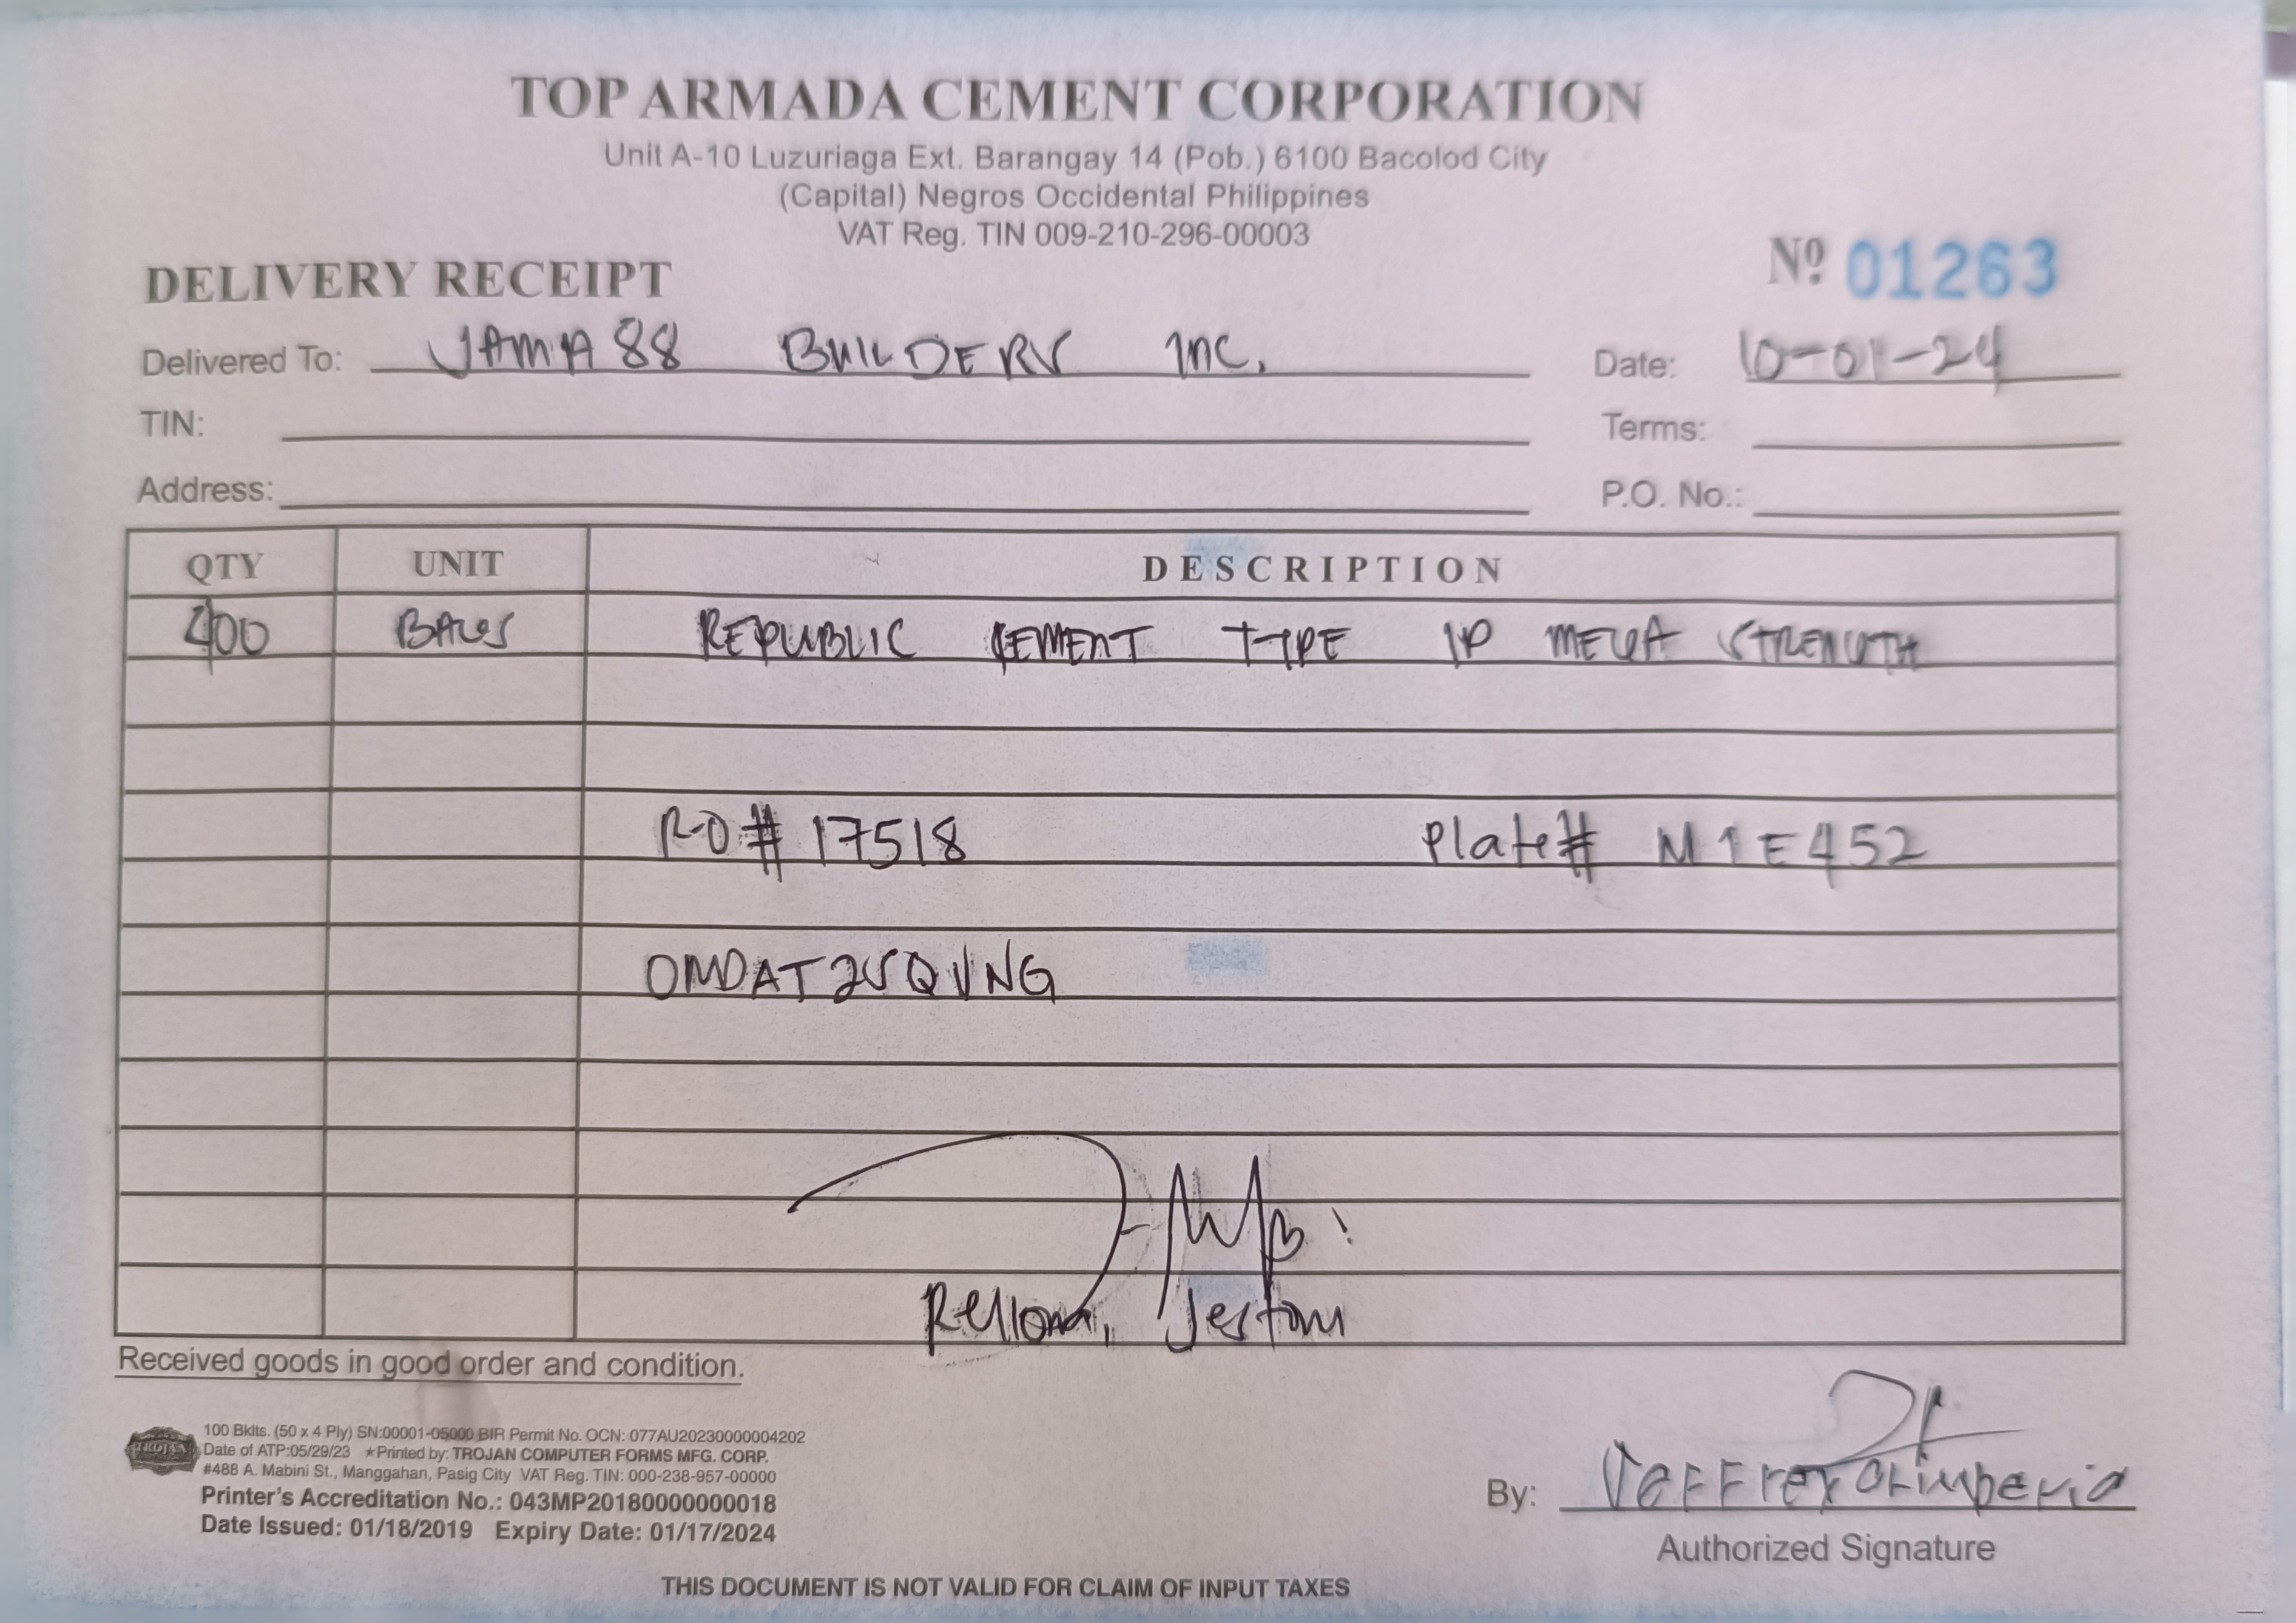 TOP ARMADA CEMENT CORPORATION
Unit A-10 Luzuriaga Ext. Barangay 14 (Pob.) 6100 Bacolod City
(Capital) Negros Occidental Philippines
VAT Reg. TIN 009-210-296-00003
DELIVERY RECEIPT Nº 01263
Delivered To: JAMA 88 BUILDERS INC. Date: 10-01-24
TIN: Terms:
Address: P.O. No.:
QTY UNIT DESCRIPTION
400 BAGS REPUBLIC CEMENT TYPE 1P MEGA STRENGTH
R-O # 17518 Plate# M1E452
Rellona, Jestoni
Received goods in good order and condition.
TROJAN
100 Bklts. (50 x 4 Ply) SN:00001-05000 BIR Permit No. OCN: 077AU20230000004202
Date of ATP:05/29/23 ★Printed by: TROJAN COMPUTER FORMS MFG. CORP.
#488 A. Mabini St., Manggahan, Pasig City VAT Reg. TIN: 000-238-957-00000
Printer's Accreditation No.: 043MP20180000000018
Date Issued: 01/18/2019 Expiry Date: 01/17/2024
By:
Authorized Signature
THIS DOCUMENT IS NOT VALID FOR CLAIM OF INPUT TAXES